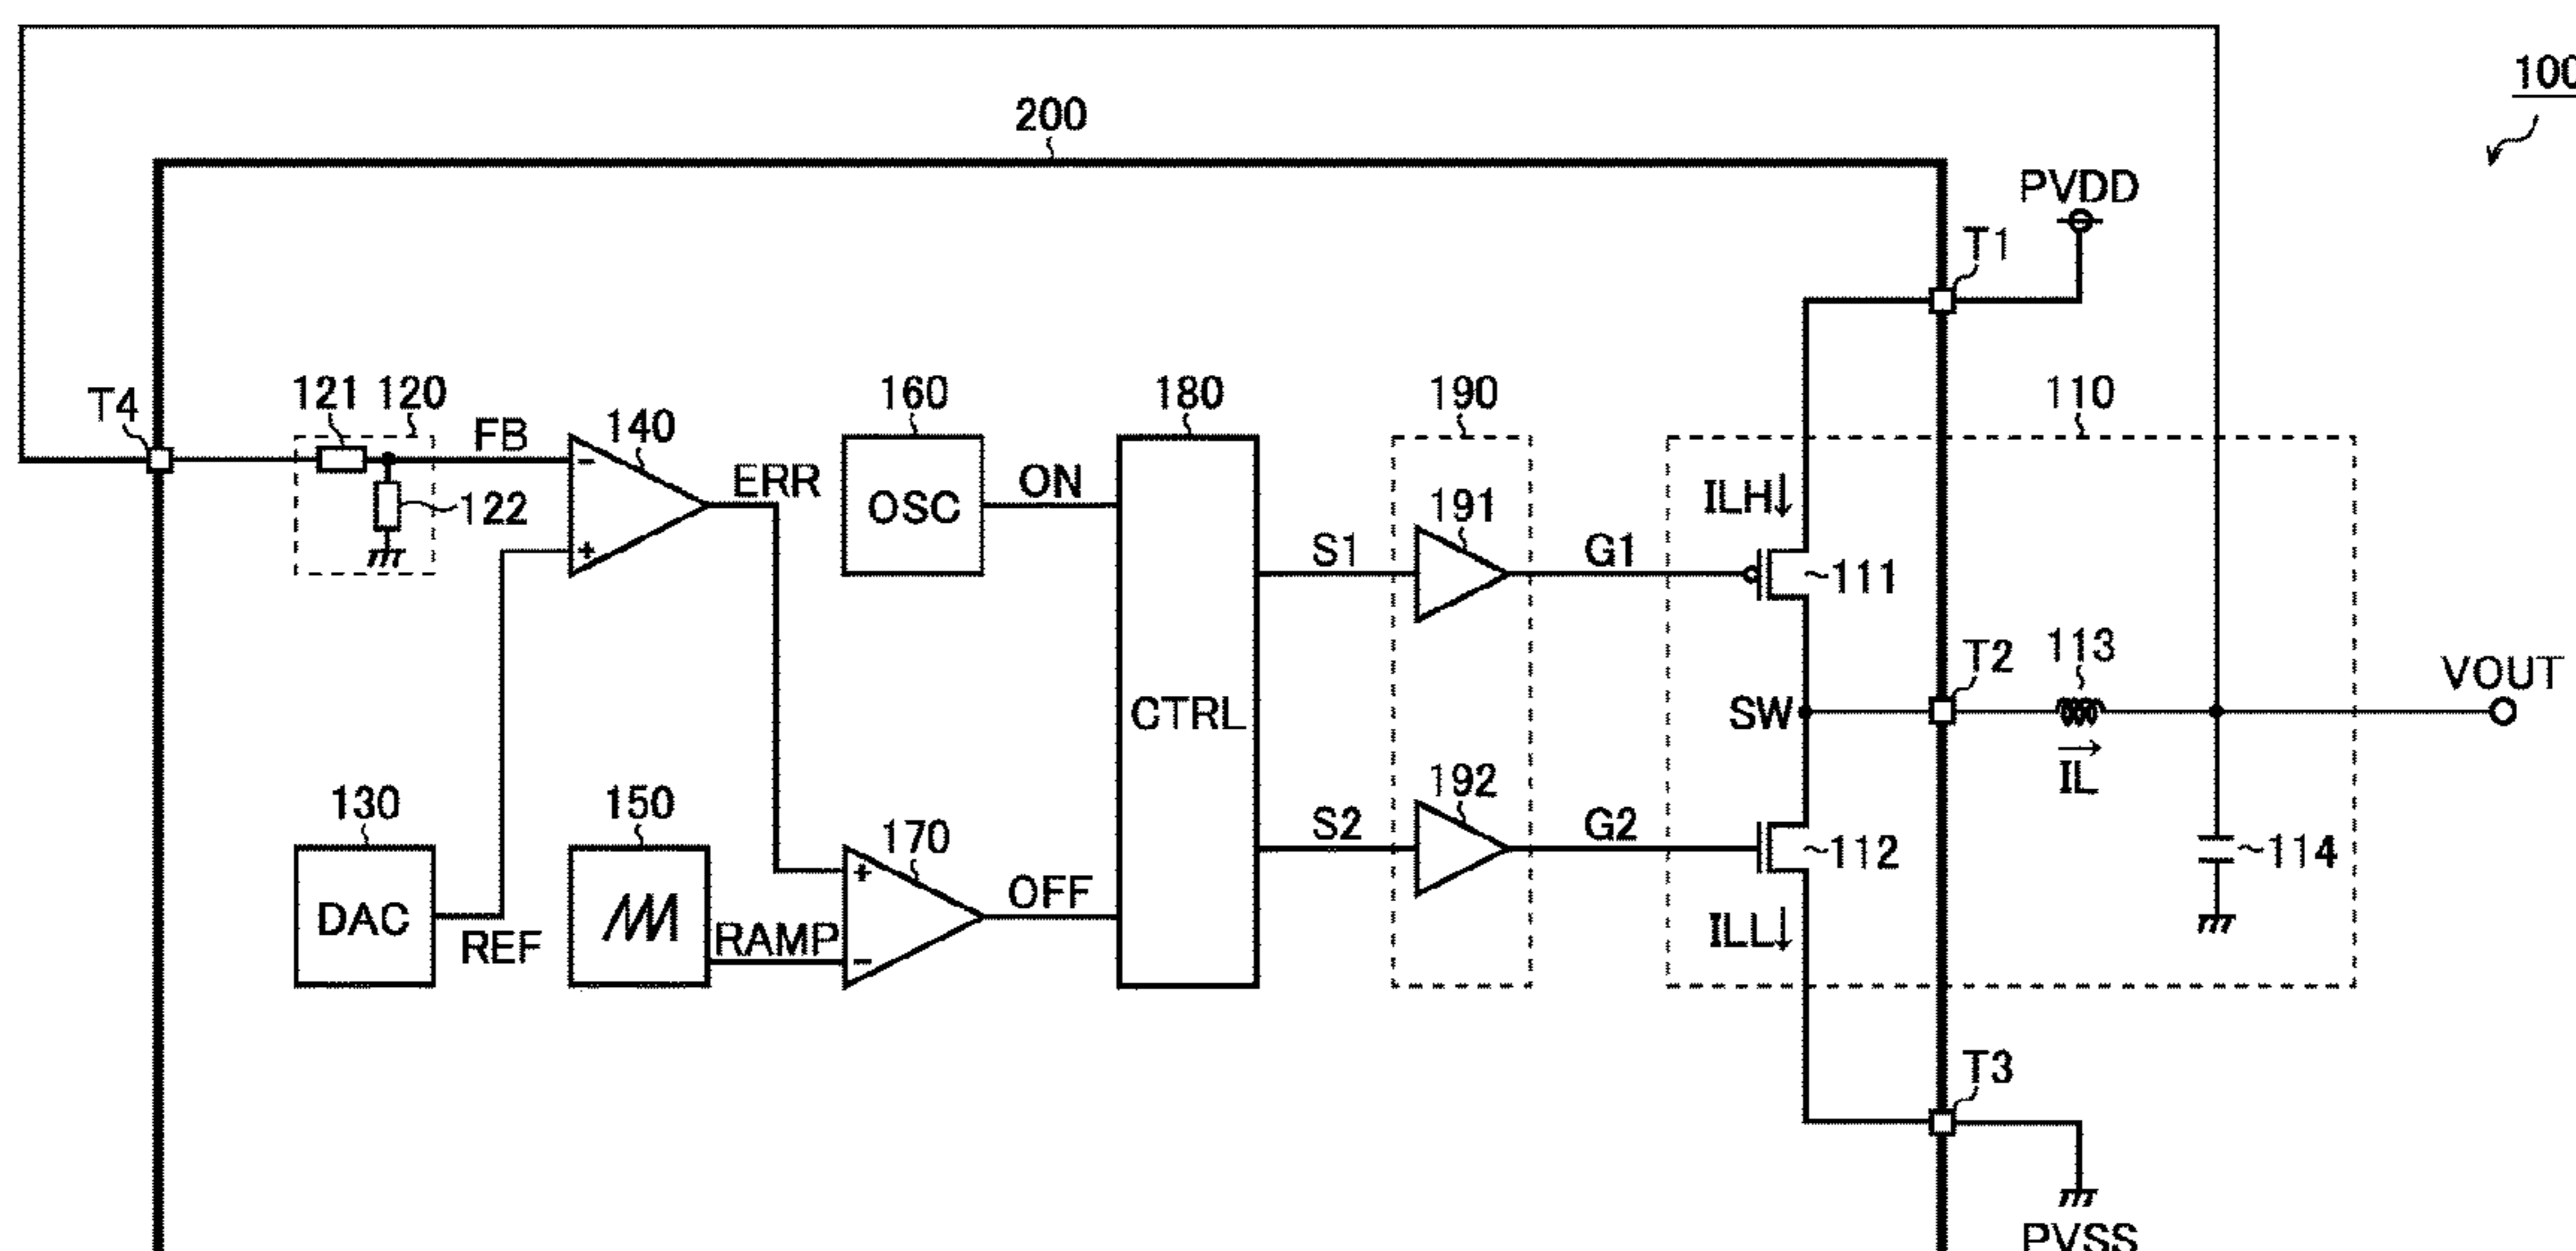 100
200
PVDD
T1
T4
121
120
FB
140
ERR
160
180
190
110
122
OSC
ON
191
ILH
S1
G1
111
T2
113
VOUT
CTRL
SW
IL
130
150
170
192
S2
G2
112
114
DAC
REF
RAMP
OFF
ILL
T3
PVSS